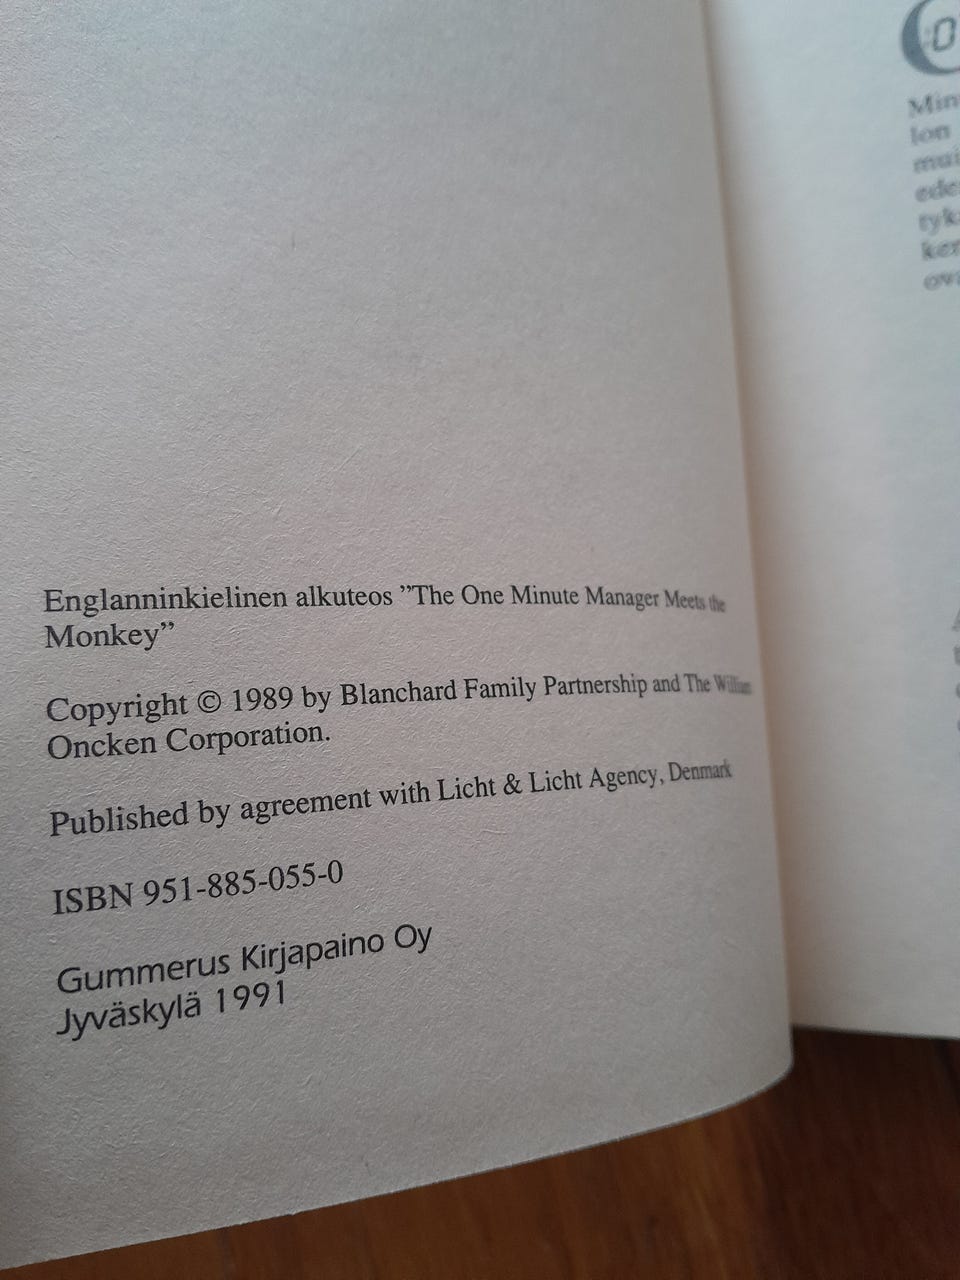 Englanninkielinen alkuteos ”The One Minute Manager Meets the
Monkey”
Copyright © 1989 by Blanchard Family Partnership and The William
Oncken Corporation.
Published by agreement with Licht & Licht Agency, Denmark
ISBN 951-885-055-0
Gummerus Kirjapaino Oy
Jyväskylä 1991